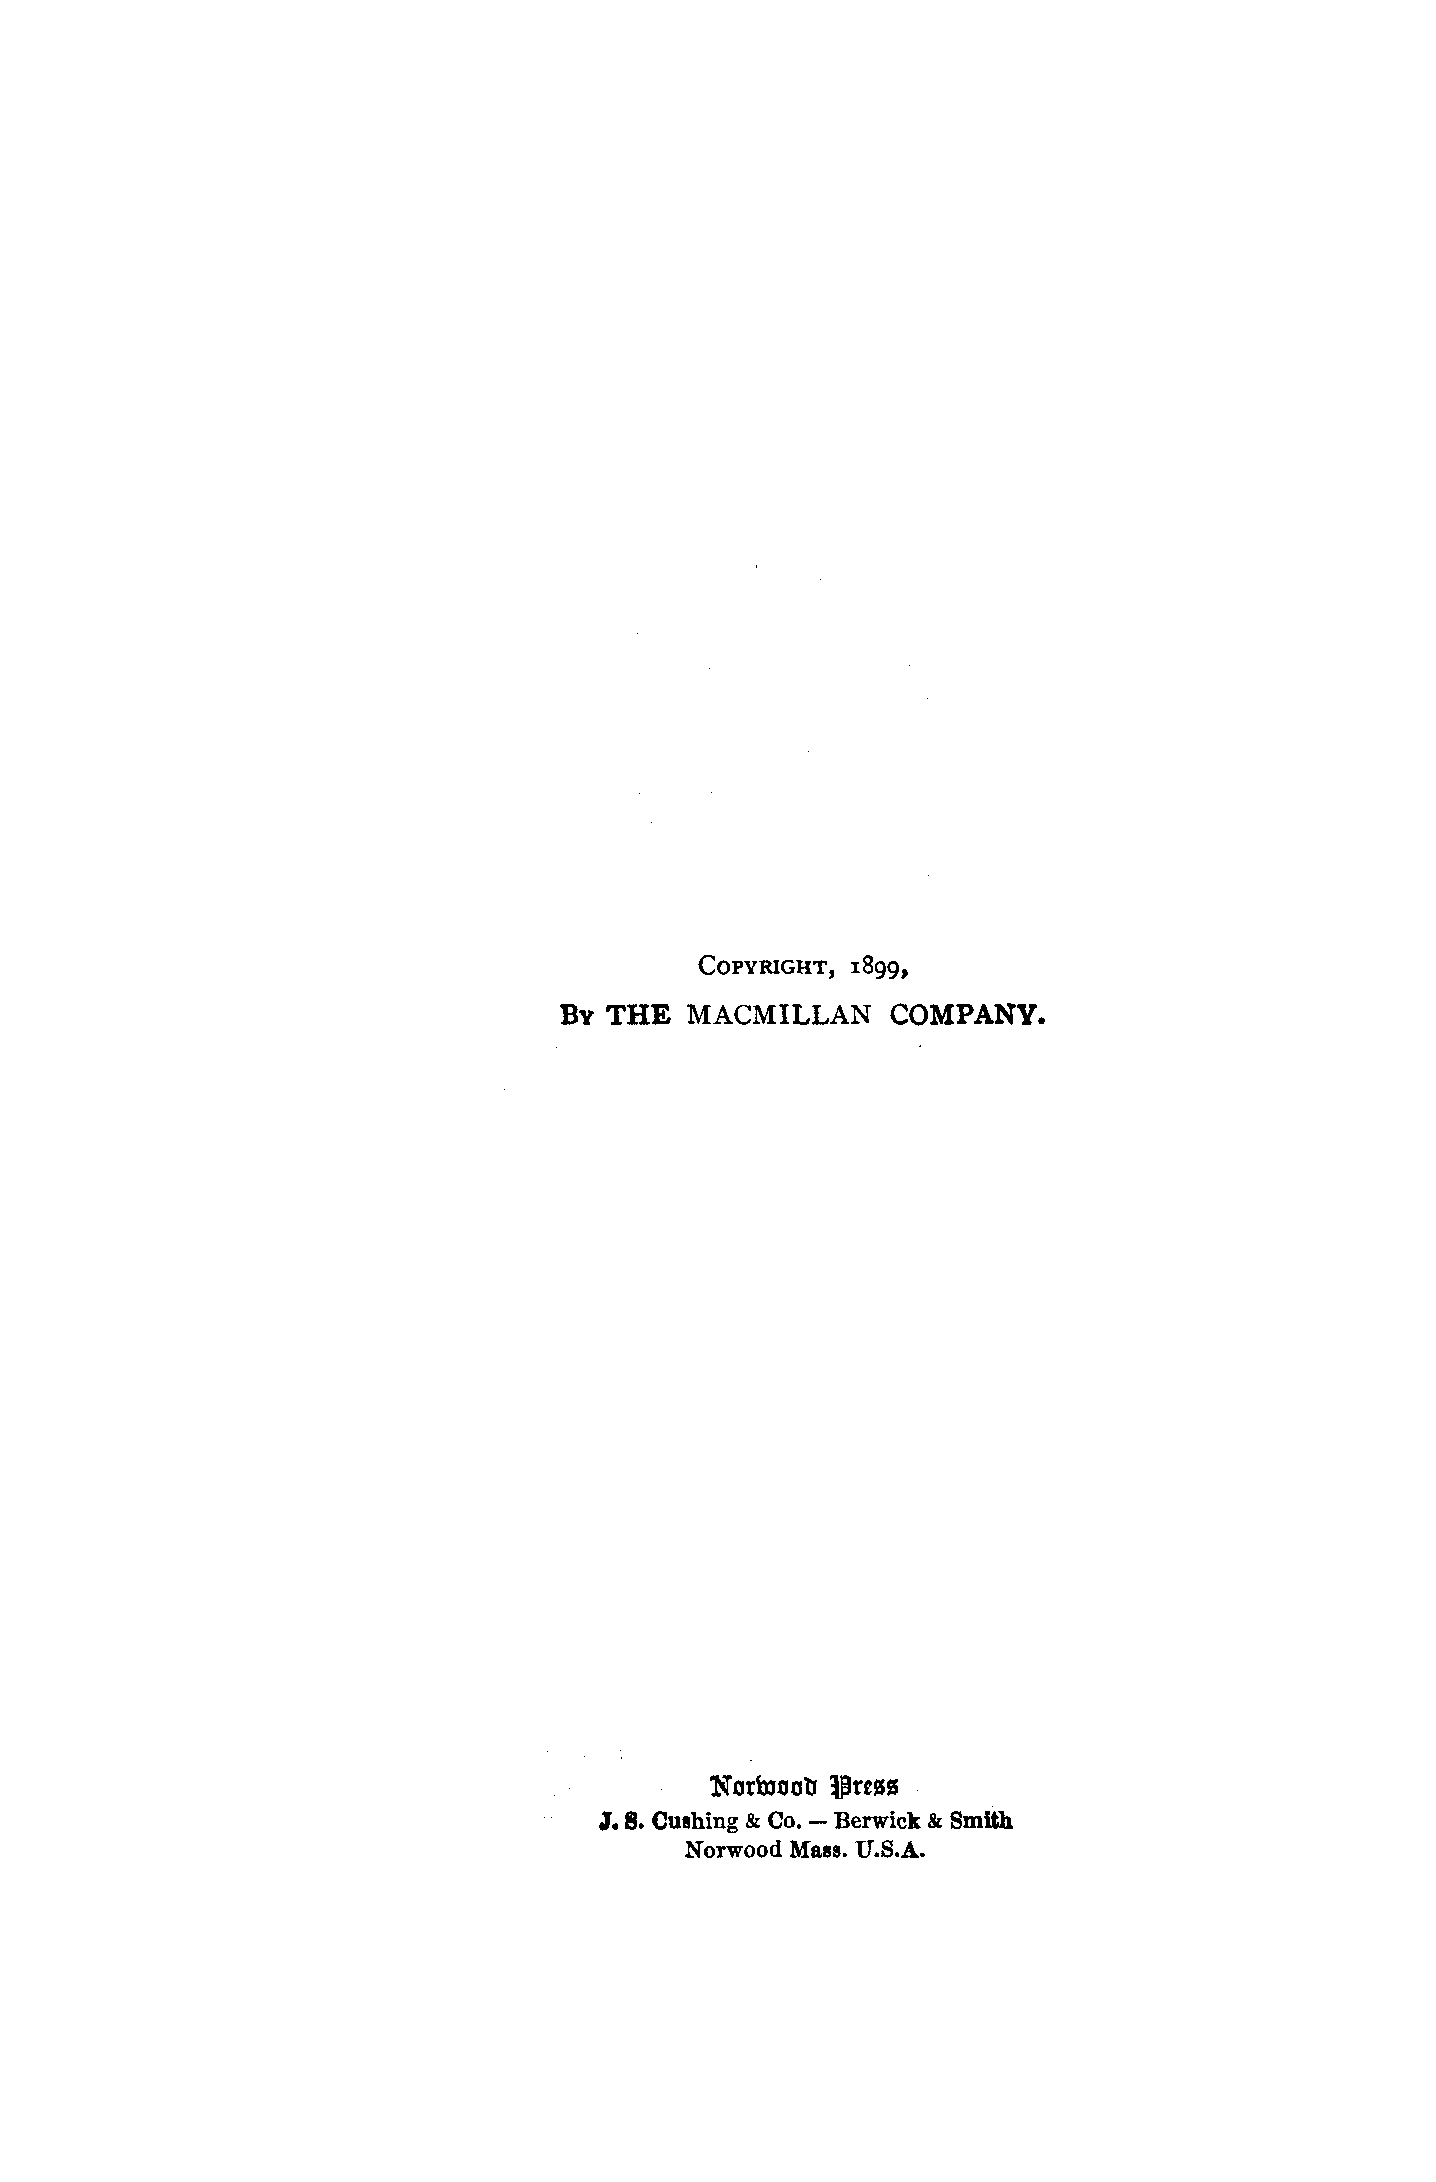 COPYRIGHT, 1899,
BY THE MACMILLAN COMPANY.
Norwood Press
J. S. Cushing & Co. — Berwick & Smith
Norwood Mass. U.S.A.